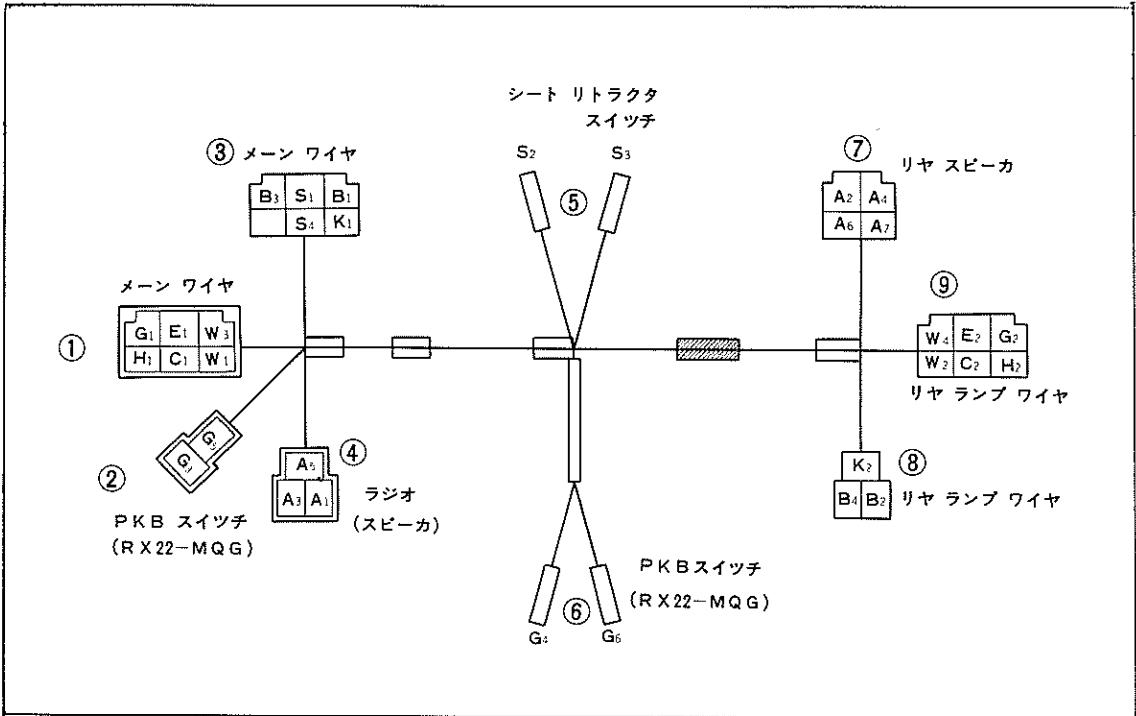 シート リトラクタ
スイツチ
S2 S3
⑤
③ メーン ワイヤ
B3 S1 B1
S4 K1
⑦ リヤ スピーカ
A2 A4
A6 A7
メーン ワイヤ
①
G1 E1 W3
H1 C1 W1
⑨
W4 E2 G2
W2 C2 H2
リヤ ランプ ワイヤ
②
PKB スイツチ
(RX22-MQG)
④
A5
A3 A1
ラジオ
(スピーカ)
⑧
K2
B4 B2
リヤ ランプ ワイヤ
PKBスイツチ
(RX22-MQG)
⑥
G4 G6